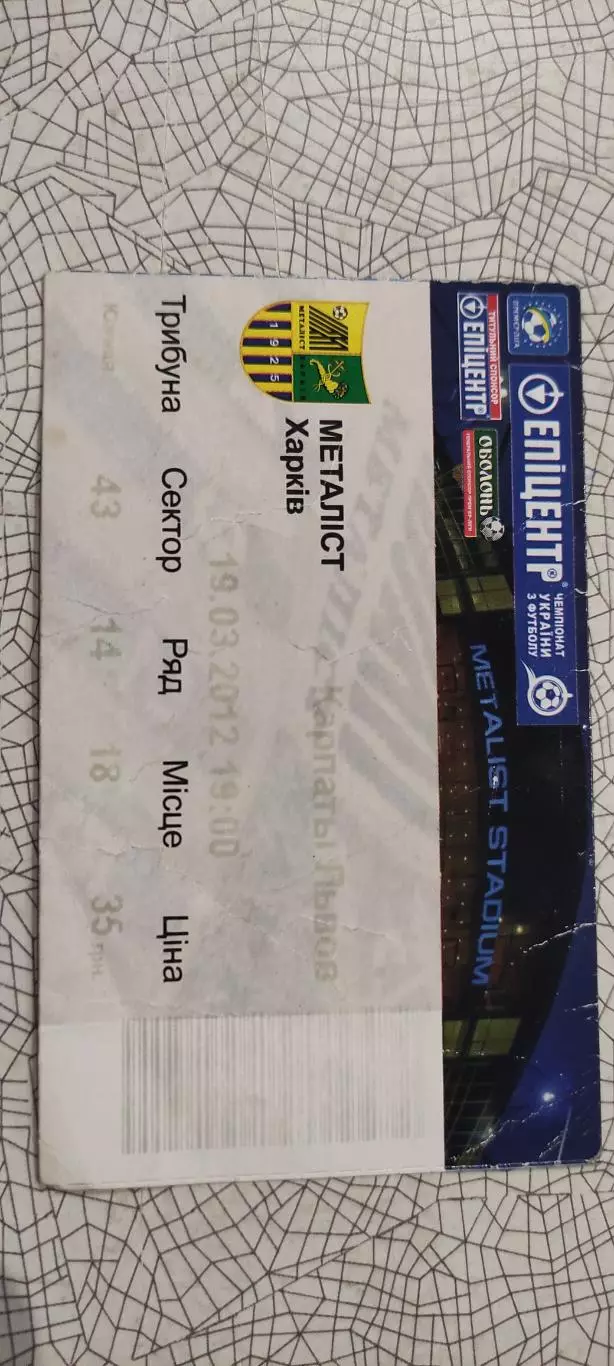 ЕПІЦЕНТР®
ЧЕМПІОНАТ
УКРАЇНИ
З ФУТБОЛУ
ТИТУЛЬНИЙ СПОНСОР
ЕПІЦЕНТР®
ОБОЛОНЬ
METALIST STADIUM
МЕТАЛІСТ
1925
МЕТАЛІСТ
Харків
Карпаты Львов
19.03.2012 19:00
Трибуна Сектор Ряд Місце Ціна
43 14 18 35 грн.